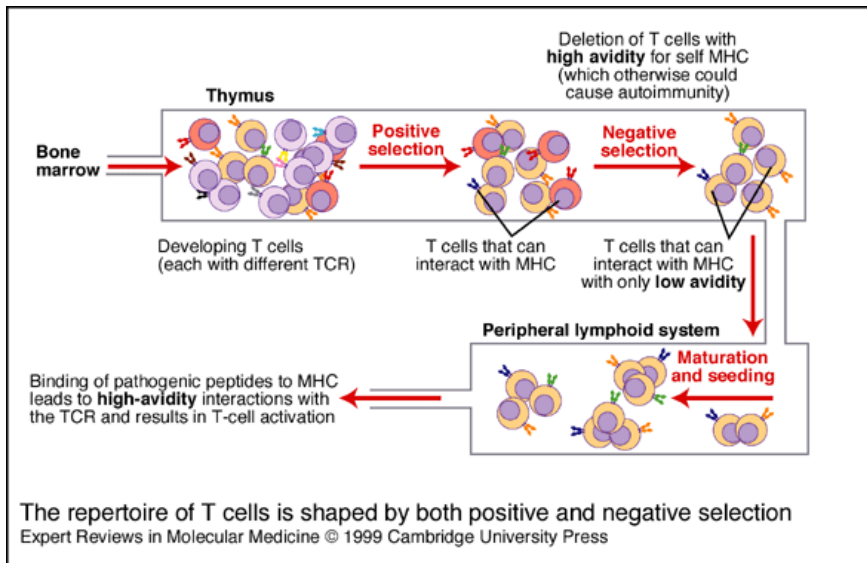 Deletion of T cells with
high avidity for self MHC
(which otherwise could
cause autoimmunity)
Thymus
Bone
marrow
Positive
selection
Negative
selection
Developing T cells
(each with different TCR)
T cells that can
interact with MHC
T cells that can
interact with MHC
with only low avidity
Peripheral lymphoid system
Maturation
and seeding
Binding of pathogenic peptides to MHC
leads to high-avidity interactions with
the TCR and results in T-cell activation
The repertoire of T cells is shaped by both positive and negative selection
Expert Reviews in Molecular Medicine © 1999 Cambridge University Press